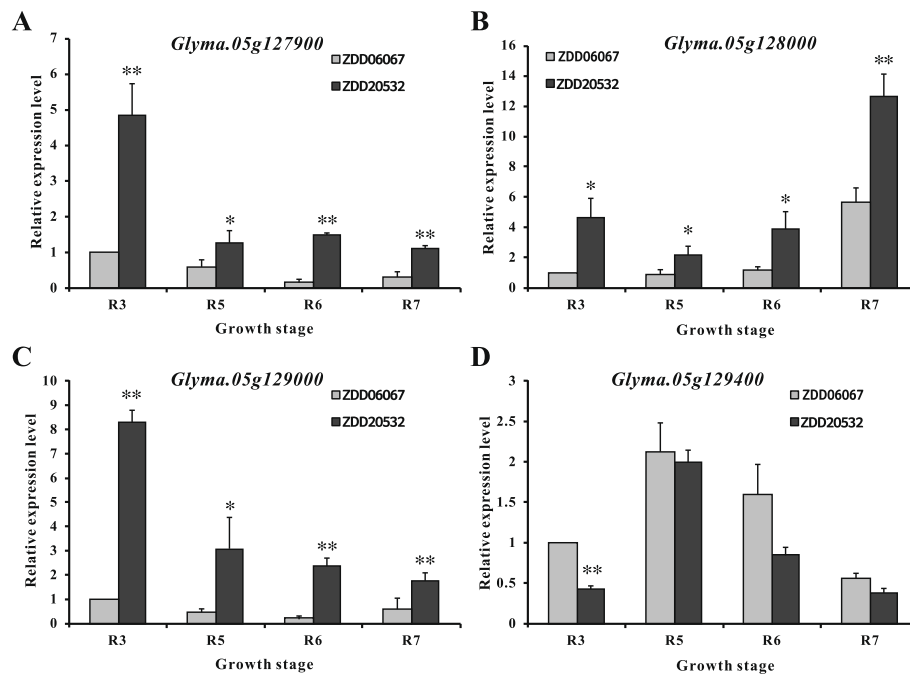 A
Glyma.05g127900
ZDD06067
ZDD20532
Relative expression level
7
6
5
4
3
2
1
0
**
*
**
**
R3 R5 R6 R7
Growth stage
B
Glyma.05g128000
ZDD06067
ZDD20532
Relative expression level
16
14
12
10
8
6
4
2
0
*
*
*
**
R3 R5 R6 R7
Growth stage
C
Glyma.05g129000
ZDD06067
ZDD20532
Relative expression level
10
9
8
7
6
5
4
3
2
1
0
**
*
**
**
R3 R5 R6 R7
Growth stage
D
Glyma.05g129400
ZDD06067
ZDD20532
Relative expression level
3
2.5
2
1.5
1
0.5
0
**
R3 R5 R6 R7
Growth stage